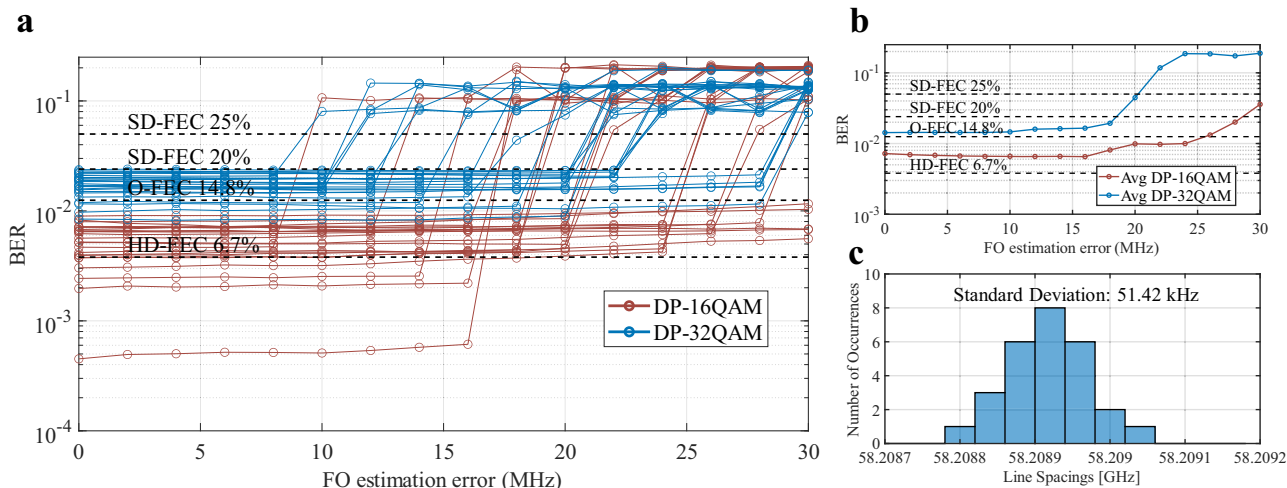 a
BER
10^-1
10^-2
10^-3
10^-4
SD-FEC 25%
SD-FEC 20%
O-FEC 14.8%
HD-FEC 6.7%
DP-16QAM
DP-32QAM
0 5 10 15 20 25 30
FO estimation error (MHz)
b
BER
10^-1
10^-2
10^-3
SD-FEC 25%
SD-FEC 20%
O-FEC 14.8%
HD-FEC 6.7%
Avg DP-16QAM
Avg DP-32QAM
0 5 10 15 20 25 30
FO estimation error (MHz)
c
Number of Occurrences
10
8
6
4
2
0
Standard Deviation: 51.42 kHz
58.2087 58.2088 58.2089 58.209 58.2091 58.2092
Line Spacings [GHz]